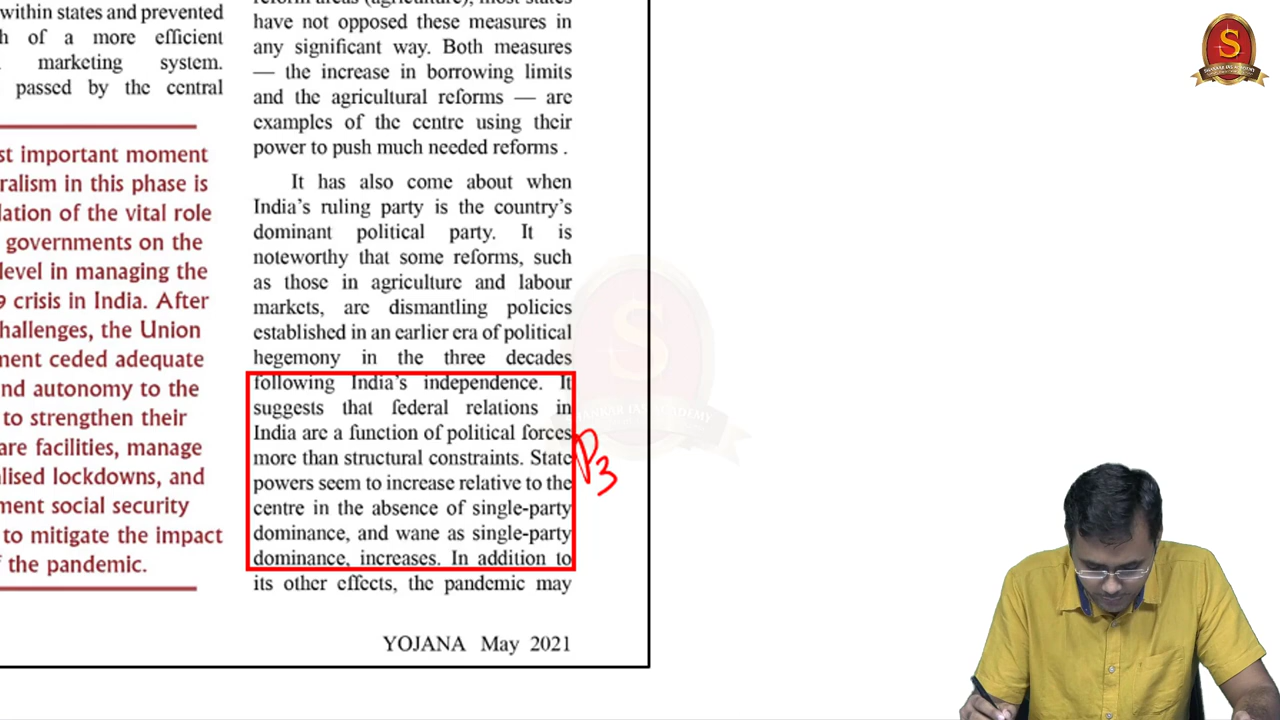 within states and prevented
h of a more efficient
marketing system.
passed by the central
st important moment
ralism in this phase is
lation of the vital role
governments on the
level in managing the
9 crisis in India. After
hallenges, the Union
ment ceded adequate
nd autonomy to the
to strengthen their
are facilities, manage
alised lockdowns, and
ment social security
to mitigate the impact
f the pandemic.
reform areas (agriculture), most states
have not opposed these measures in
any significant way. Both measures
— the increase in borrowing limits
and the agricultural reforms — are
examples of the centre using their
power to push much needed reforms .
It has also come about when
India's ruling party is the country's
dominant political party. It is
noteworthy that some reforms, such
as those in agriculture and labour
markets, are dismantling policies
established in an earlier era of political
hegemony in the three decades
following India's independence. It
suggests that federal relations in
India are a function of political forces
more than structural constraints. State
powers seem to increase relative to the
centre in the absence of single-party
dominance, and wane as single-party
dominance, increases. In addition to
its other effects, the pandemic may
P3
YOJANA May 2021
S